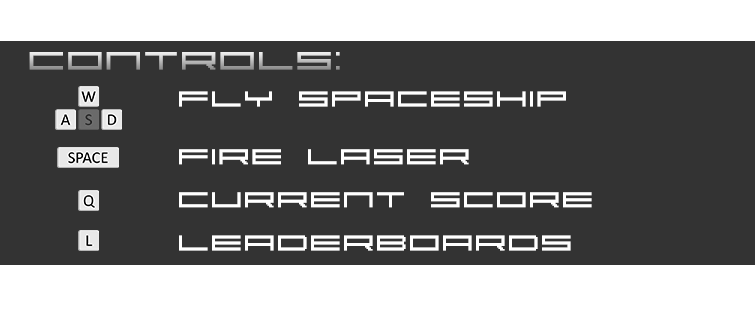 CONTROLS:
W
A S D FLY SPACESHIP
SPACE FIRE LASER
Q CURRENT SCORE
L LEADERBOARDS